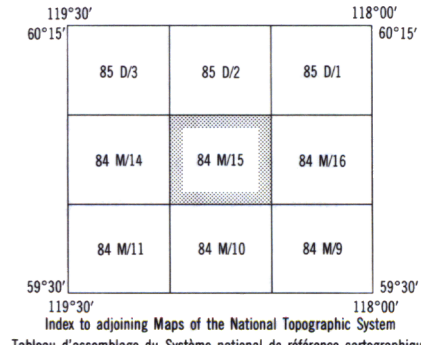 119°30' 118°00'
60°15' 60°15'
85 D/3 85 D/2 85 D/1
84 M/14 84 M/15 84 M/16
84 M/11 84 M/10 84 M/9
59°30' 59°30'
119°30' 118°00'
Index to adjoining Maps of the National Topographic System
Tableau d'assemblage du Système national de référence cartographique